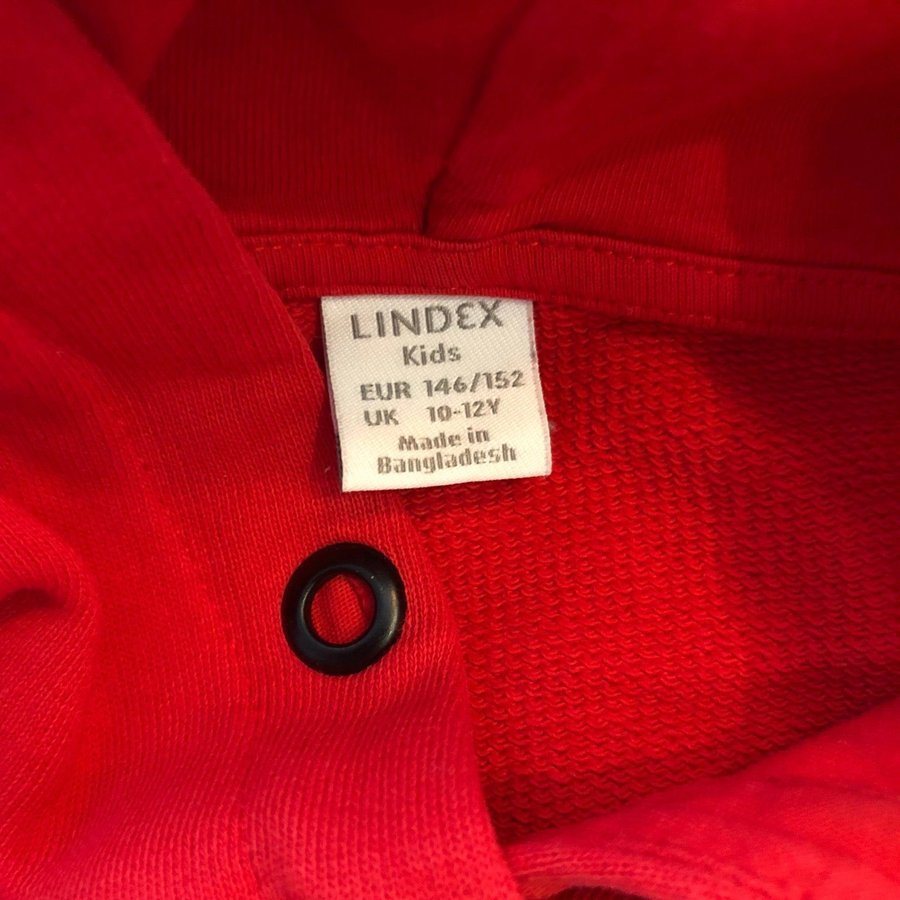 LINDEX
Kids
EUR 146/152
UK 10-12Y
Made in
Bangladesh